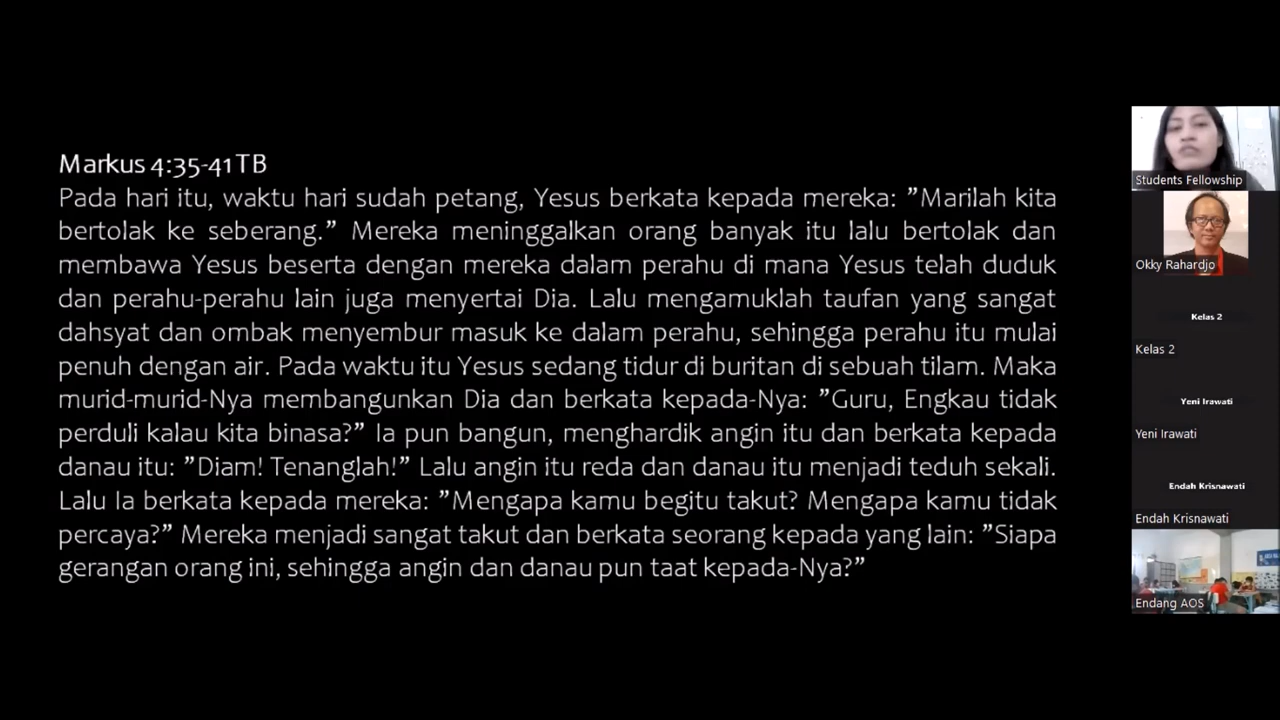 Markus 4:35-41 TB
Pada hari itu, waktu hari sudah petang, Yesus berkata kepada mereka: ”Marilah kita
bertolak ke seberang.” Mereka meninggalkan orang banyak itu lalu bertolak dan
membawa Yesus beserta dengan mereka dalam perahu di mana Yesus telah duduk
dan perahu-perahu lain juga menyertai Dia. Lalu mengamuklah taufan yang sangat
dahsyat dan ombak menyembur masuk ke dalam perahu, sehingga perahu itu mulai
penuh dengan air. Pada waktu itu Yesus sedang tidur di buritan di sebuah tilam. Maka
murid-murid-Nya membangunkan Dia dan berkata kepada-Nya: ”Guru, Engkau tidak
perduli kalau kita binasa?” Ia pun bangun, menghardik angin itu dan berkata kepada
danau itu: ”Diam! Tenanglah!” Lalu angin itu reda dan danau itu menjadi teduh sekali.
Lalu Ia berkata kepada mereka: ”Mengapa kamu begitu takut? Mengapa kamu tidak
percaya?” Mereka menjadi sangat takut dan berkata seorang kepada yang lain: ”Siapa
gerangan orang ini, sehingga angin dan danau pun taat kepada-Nya?”
Students Fellowship
Okky Rahardjo
Kelas 2
Kelas 2
Yeni Irawati
Yeni Irawati
Endah Krisnawati
Endah Krisnawati
Endang AOS